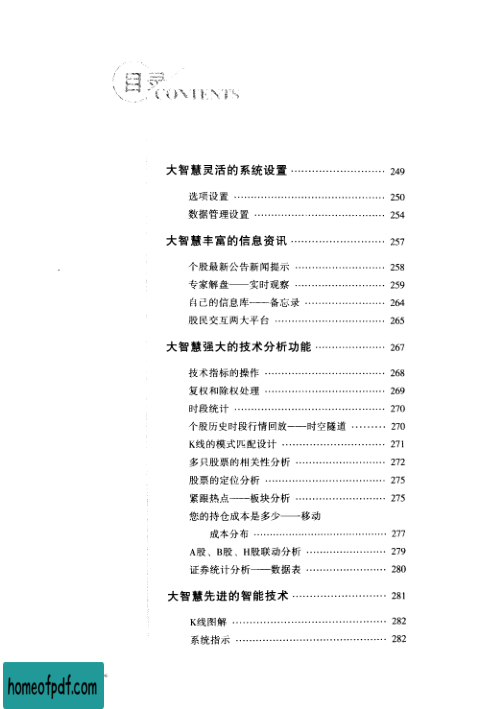 目录
CONTENTS
大智慧灵活的系统设置 ………………………… 249
选项设置 ………………………………………… 250
数据管理设置 …………………………………… 254
大智慧丰富的信息资讯 ………………………… 257
个股最新公告新闻提示 ………………………… 258
专家解盘——实时观察 ………………………… 259
自己的信息库——备忘录 ……………………… 264
股民交互两大平台 ……………………………… 265
大智慧强大的技术分析功能 …………………… 267
技术指标的操作 ………………………………… 268
复权和除权处理 ………………………………… 269
时段统计 ………………………………………… 270
个股历史时段行情回放——时空隧道 ………… 270
K线的模式匹配设计 …………………………… 271
多只股票的相关性分析 ………………………… 272
股票的定位分析 ………………………………… 275
紧跟热点——板块分析 ………………………… 275
您的持仓成本是多少——移动
成本分布 ………………………………………… 277
A股、B股、H股联动分析 ……………………… 279
证券统计分析——数据表 ……………………… 280
大智慧先进的智能技术 ………………………… 281
K线图解 ………………………………………… 282
系统指示 ………………………………………… 282
homeofpdf.com